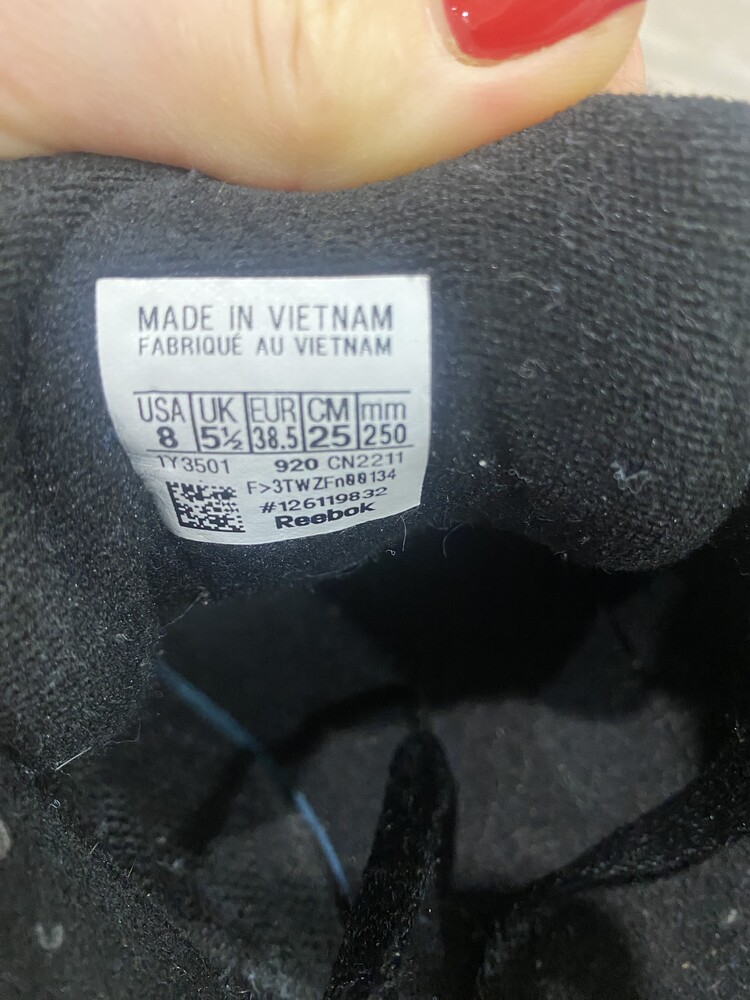 MADE IN VIETNAM
FABRIQUÉ AU VIETNAM
USA UK EUR CM mm
8 5½ 38.5 25 250
1Y3501 920 CN2211
F>3TWZFn00134
#126119832
Reebok